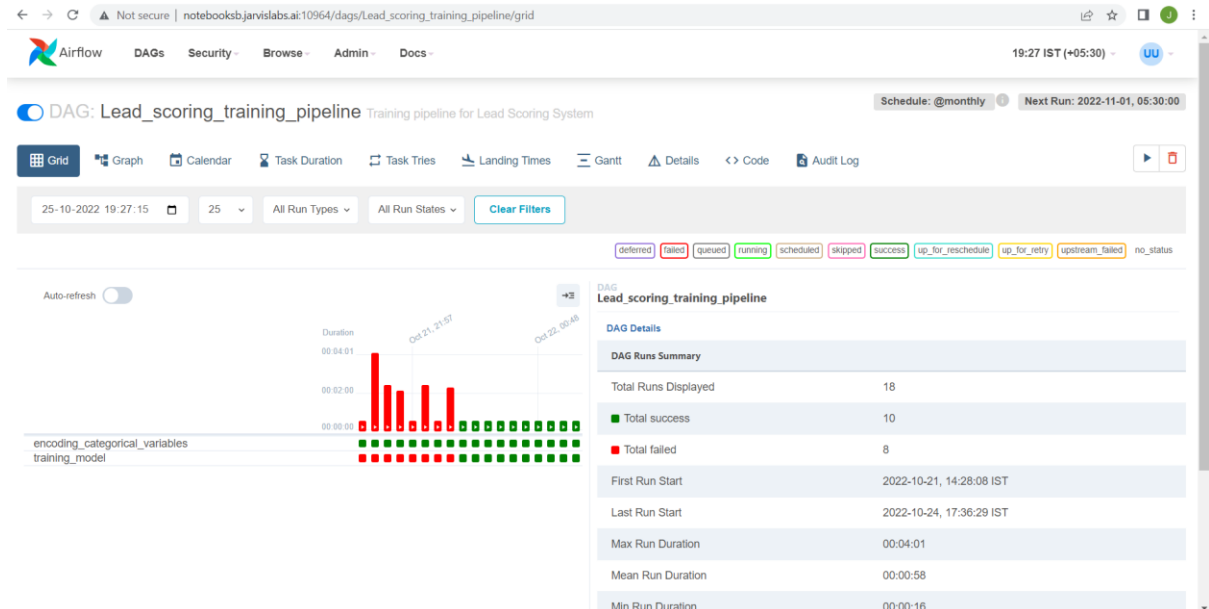 Not secure | notebooksb.jarvislabs.ai:10964/dags/Lead_scoring_training_pipeline/grid
J
Airflow DAGs Security Browse Admin Docs 19:27 IST (+05:30) UU
DAG: Lead_scoring_training_pipeline Training pipeline for Lead Scoring System
Schedule: @monthly Next Run: 2022-11-01, 05:30:00
Grid Graph Calendar Task Duration Task Tries Landing Times Gantt Details Code Audit Log
25-10-2022 19:27:15 25 All Run Types All Run States Clear Filters
deferred failed queued running scheduled skipped success up_for_reschedule up_for_retry upstream_failed no_status
Auto-refresh
Duration
Oct 21, 21:57
Oct 22, 00:48
00:04:01
00:02:00
00:00:00
encoding_categorical_variables
training_model
DAG
Lead_scoring_training_pipeline
DAG Details
DAG Runs Summary
Total Runs Displayed 18
Total success 10
Total failed 8
First Run Start 2022-10-21, 14:28:08 IST
Last Run Start 2022-10-24, 17:36:29 IST
Max Run Duration 00:04:01
Mean Run Duration 00:00:58
Min Run Duration 00:00:16